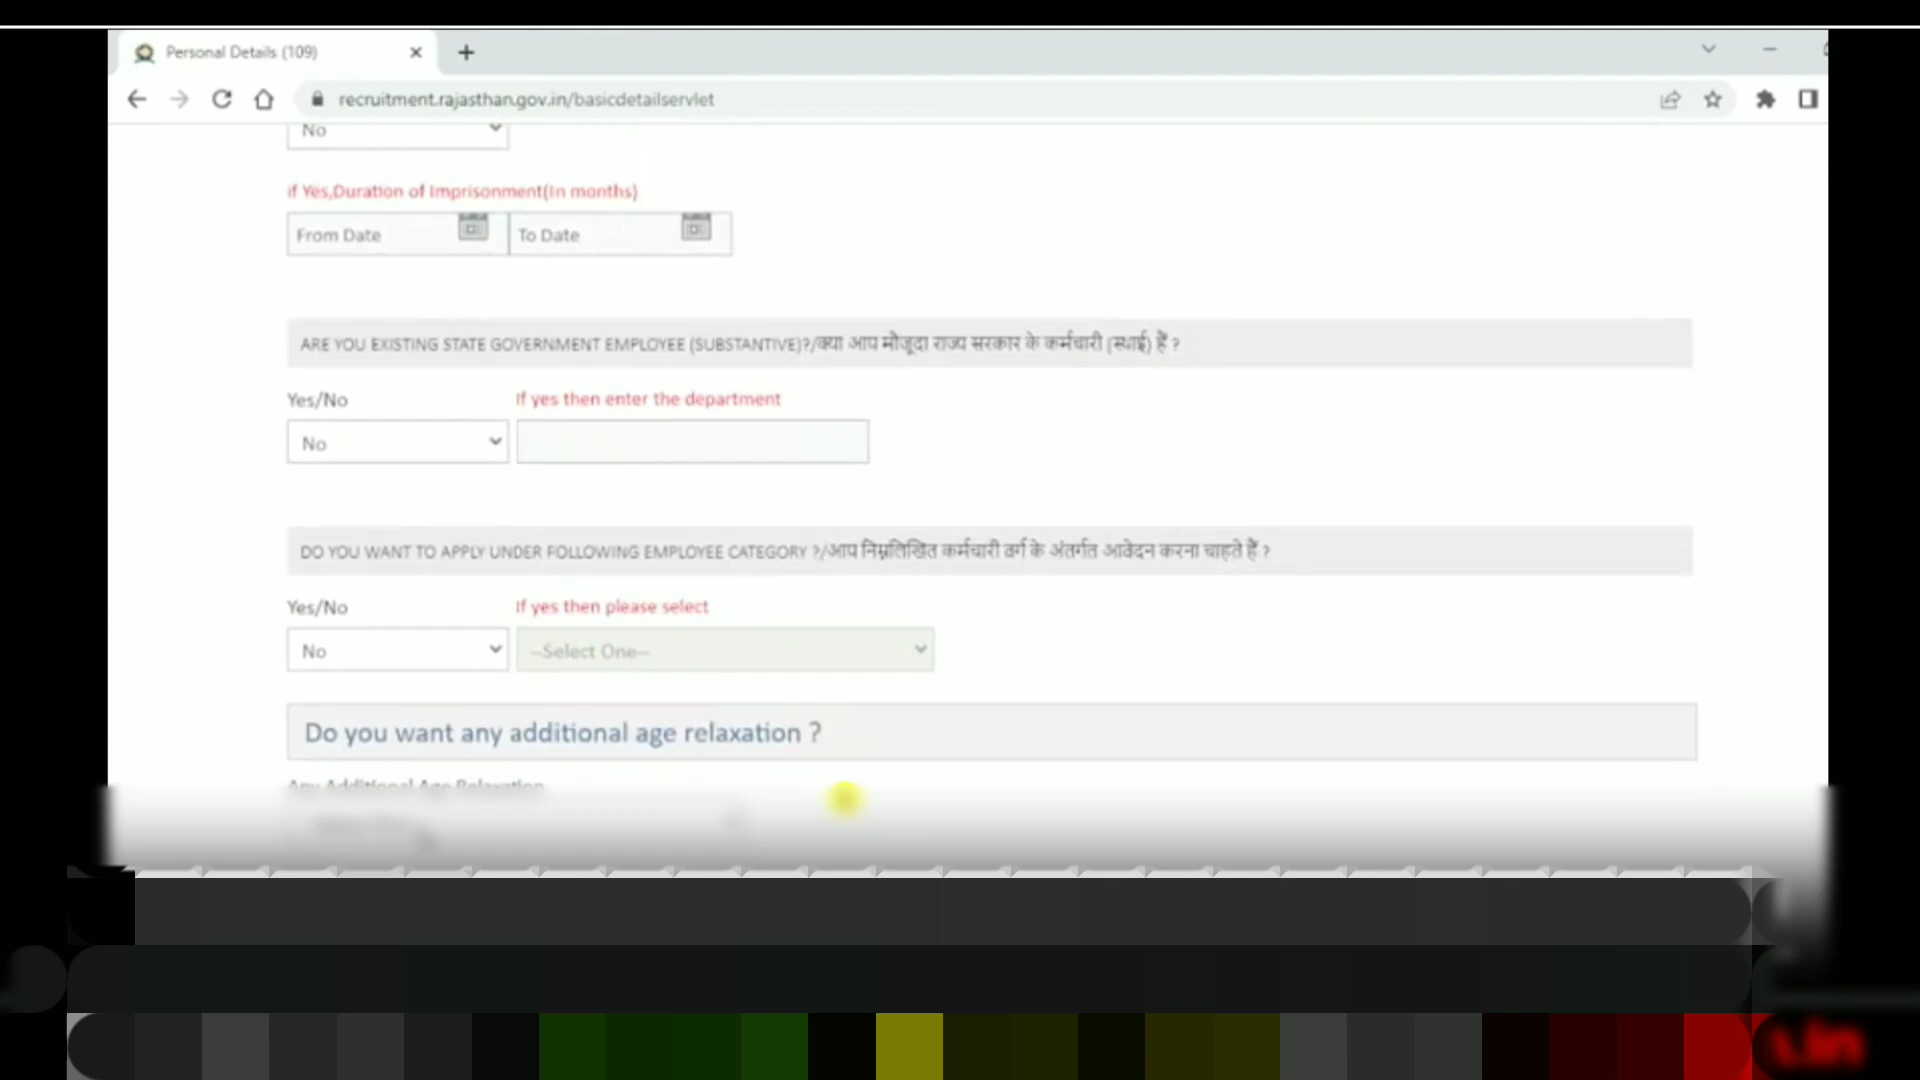 Personal Details (109)
recruitment.rajasthan.gov.in/basicdetailservlet
No
if Yes,Duration of Imprisonment(In months)
From Date To Date
ARE YOU EXISTING STATE GOVERNMENT EMPLOYEE (SUBSTANTIVE)?/क्या आप मौजूदा राज्य सरकार के कर्मचारी (स्थाई) हैं ?
Yes/No If yes then enter the department
No
DO YOU WANT TO APPLY UNDER FOLLOWING EMPLOYEE CATEGORY ?/आप निम्नलिखित कर्मचारी वर्ग के अंतर्गत आवेदन करना चाहते हैं ?
Yes/No If yes then please select
No --Select One--
Do you want any additional age relaxation ?
Any Additional Age Relaxation